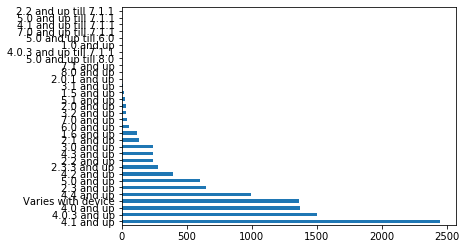 2.2 and up till 7.1.1
5.0 and up till 7.1.1
4.1 and up till 7.1.1
7.0 and up till 7.1.1
5.0 and up till 6.0
1.0 and up
4.0.3 and up till 7.1.1
5.0 and up till 8.0
7.1 and up
8.0 and up
2.0.1 and up
3.1 and up
1.5 and up
5.1 and up
2.0 and up
3.2 and up
7.0 and up
6.0 and up
1.6 and up
2.1 and up
3.0 and up
4.3 and up
2.2 and up
2.3.3 and up
4.2 and up
5.0 and up
2.3 and up
4.4 and up
Varies with device
4.0 and up
4.0.3 and up
4.1 and up
0 500 1000 1500 2000 2500